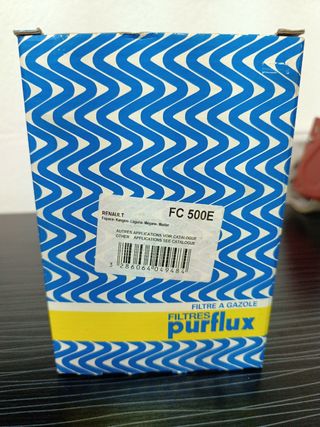 RENAULT FC 500E
Espace- Kangoo- Laguna- Mégane- Master
AUTRES APPLICATIONS VOIR CATALOGUE
OTHER APPLICATIONS SEE CATALOGUE
3 286064 049484
FILTRE A GAZOLE
FILTRES
purflux